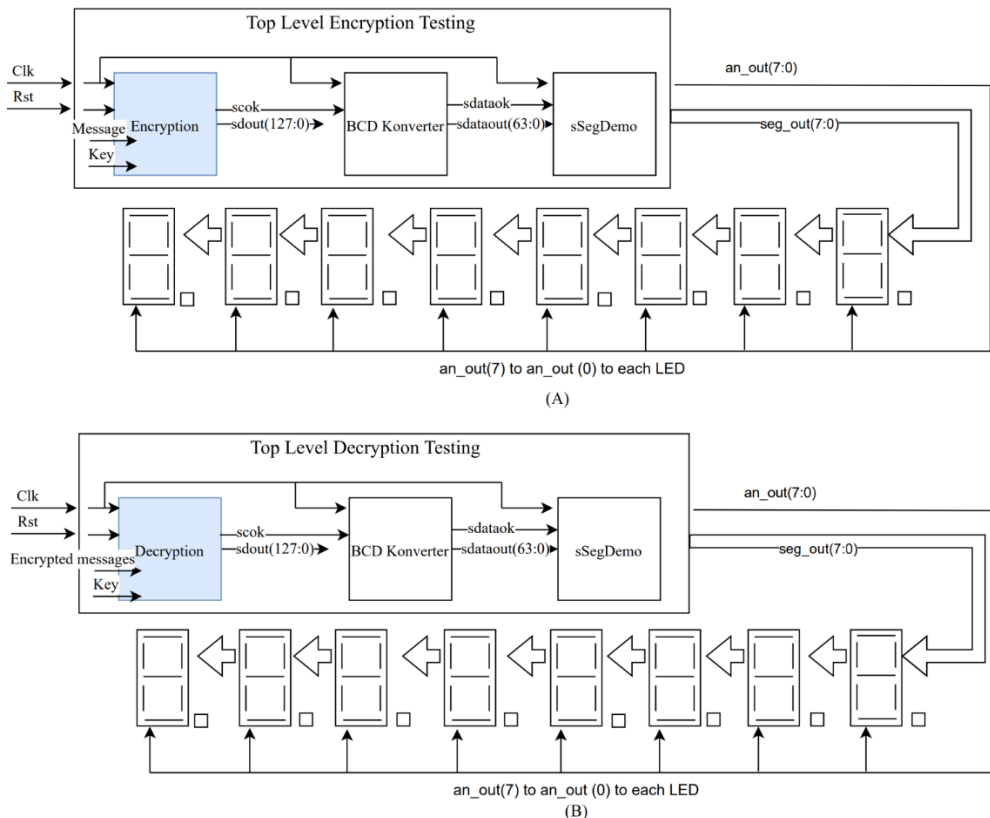 Top Level Encryption Testing
Clk
Rst
Message
Key
Encryption
scok
sdout(127:0)
BCD Konverter
sdataok
sdataout(63:0)
sSegDemo
an_out(7:0)
seg_out(7:0)
an_out(7) to an_out (0) to each LED
(A)
Top Level Decryption Testing
Clk
Rst
Encrypted messages
Key
Decryption
scok
sdout(127:0)
BCD Konverter
sdataok
sdataout(63:0)
sSegDemo
an_out(7:0)
seg_out(7:0)
an_out(7) to an_out (0) to each LED
(B)